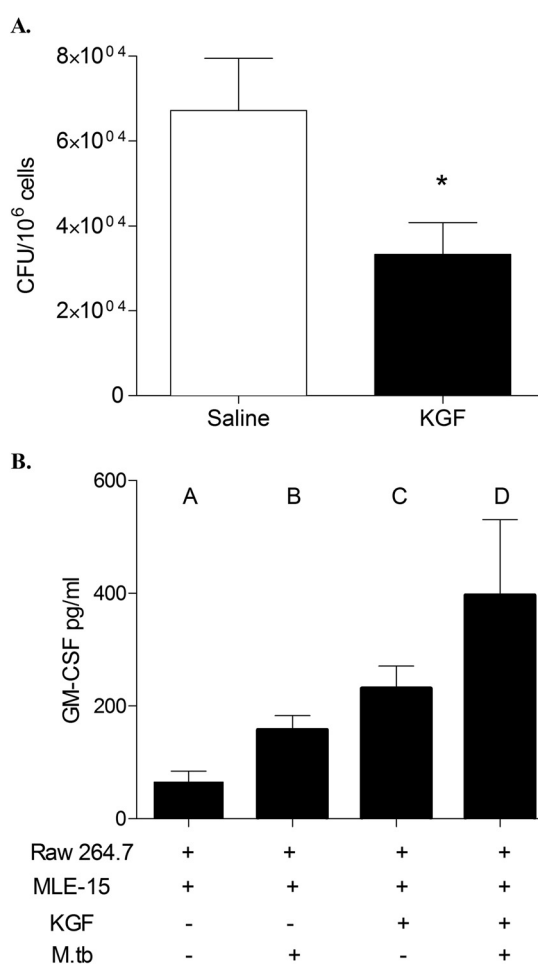 A.
8×10⁰⁴
6×10⁰⁴
4×10⁰⁴
2×10⁰⁴
0
CFU/10⁶ cells
*
Saline KGF
B.
600
400
200
0
GM-CSF pg/ml
A B C D
Raw 264.7 + + + +
MLE-15 + + + +
KGF - - + +
M.tb - + - +